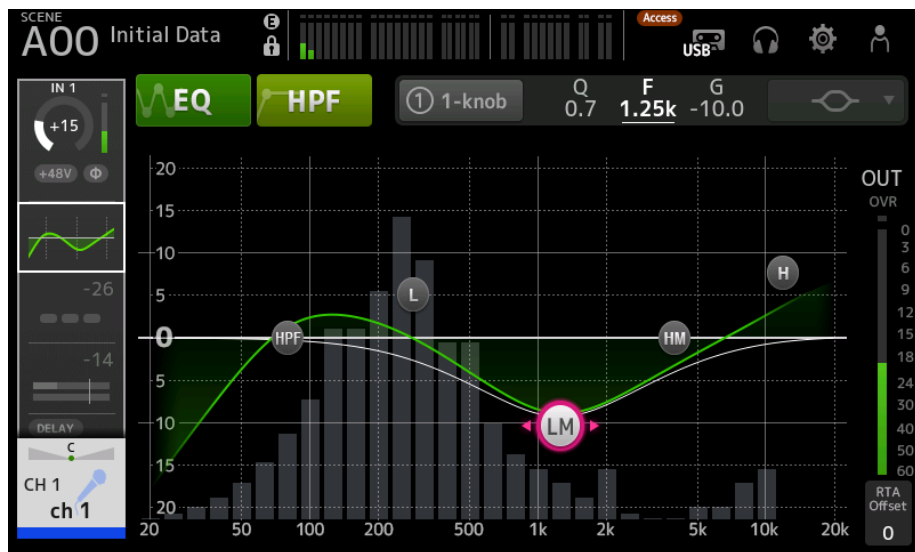 SCENE
A00 Initial Data
E
Access
USB
IN 1
+15
+48V Φ
EQ
HPF
1 1-knob
Q F G
0.7 1.25k -10.0
-26
-14
DELAY
C
CH 1
ch 1
20
15
10
5
0
5
10
15
20
HPF
L
LM
HM
H
20 50 100 200 500 1k 2k 5k 10k 20k
OUT
OVR
0
3
6
9
12
15
18
24
30
40
50
60
RTA
Offset
0